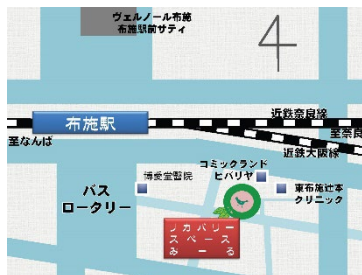 ヴェルノール布施
布施駅前サティ
4
布施駅
近鉄奈良線
至なんば
至奈良
近鉄大阪線
コミックランド
ヒバリヤ
博愛堂醫院
東布施辻本
クリニック
バス
ロータリー
リカバリー
スペース
みーる